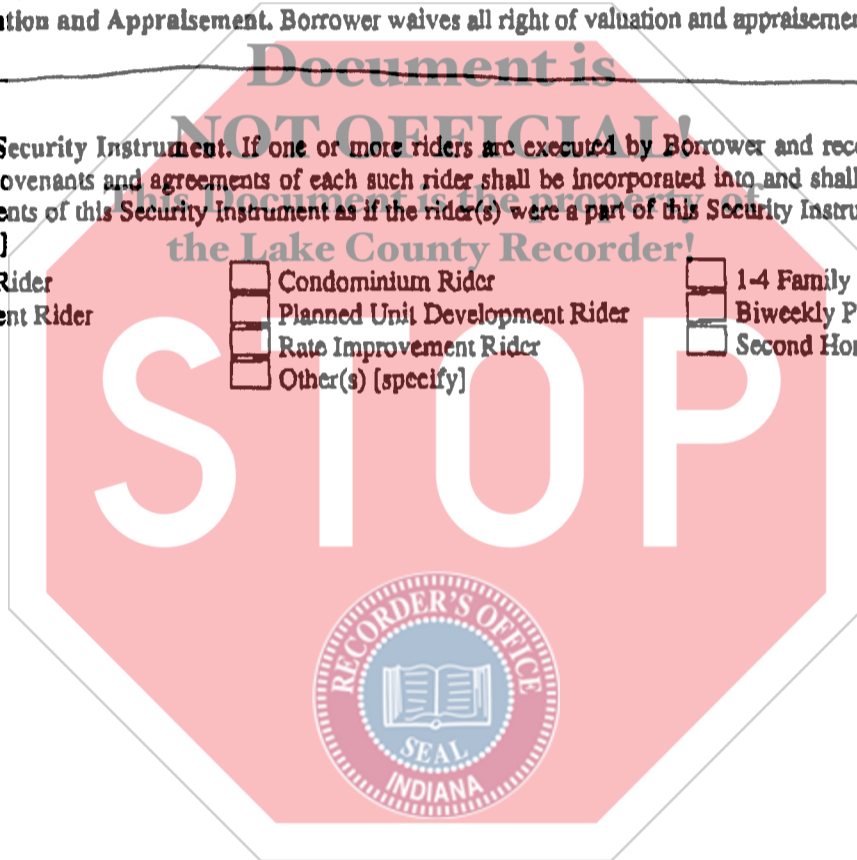 tion and Appraisement. Borrower waives all right of valuation and appraiseme
Document is
NOT OFFICIAL!
Security Instrument. If one or more riders are executed by Borrower and rec
ovenants and agreements of each such rider shall be incorporated into and shall
This Document is the property of
ents of this Security Instrument as if the rider(s) were a part of this Security Instru
the Lake County Recorder!
]
Rider Condominium Rider 1-4 Family
ent Rider Planned Unit Development Rider Biweekly P
Rate Improvement Rider Second Ho
Other(s) [specify]
STOP
RECORDER'S OFFICE
SEAL
INDIANA